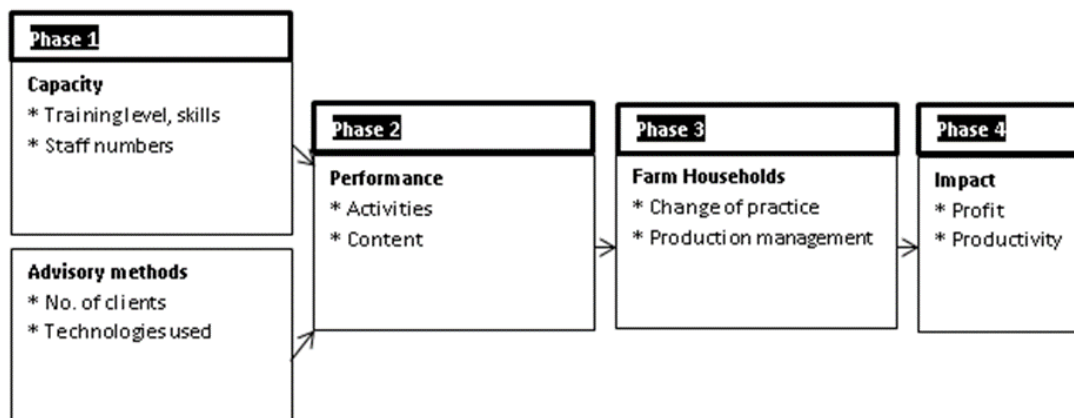 Phase 1
Capacity
* Training level, skills
* Staff numbers
Advisory methods
* No. of clients
* Technologies used
Phase 2
Performance
* Activities
* Content
Phase 3
Farm Households
* Change of practice
* Production management
Phase 4
Impact
* Profit
* Productivity